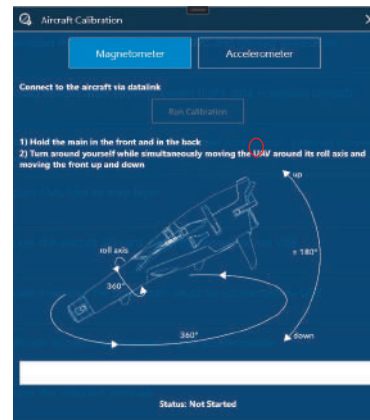 Aircraft Calibration
Magnetometer
Accelerometer
Connect to the aircraft via datalink
Run Calibration
1) Hold the main in the front and in the back
2) Turn around yourself while simultaneously moving the UAV around its roll axis and
moving the front up and down
up
roll axis
± 180°
360°
360°
down
Status: Not Started